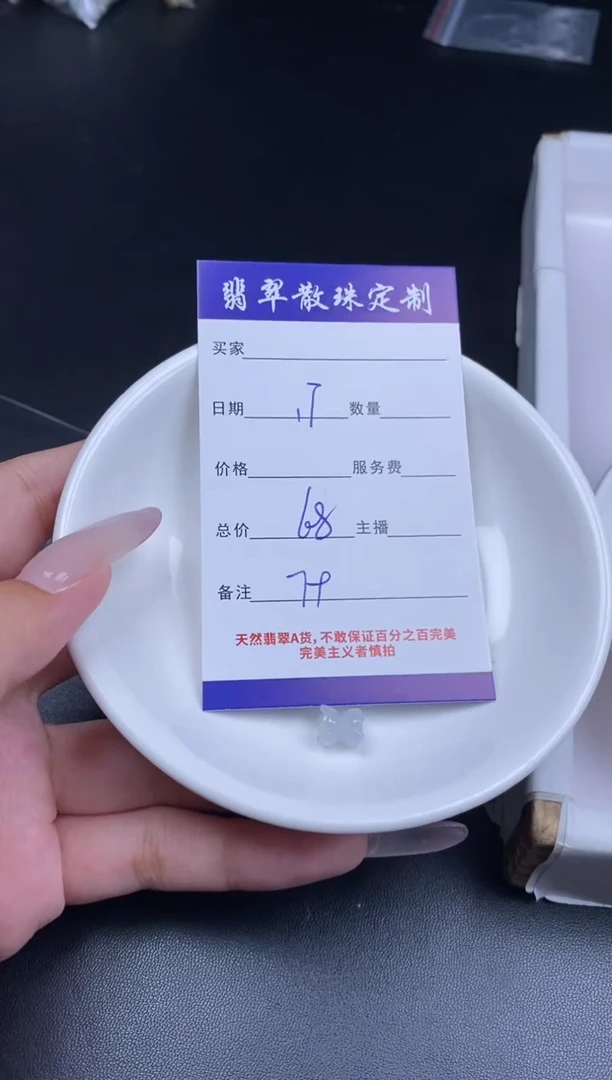 翡翠散珠定制
买家
日期 数量
价格 服务费
总价 68 主播
备注
天然翡翠A货,不敢保证百分之百完美
完美主义者慎拍